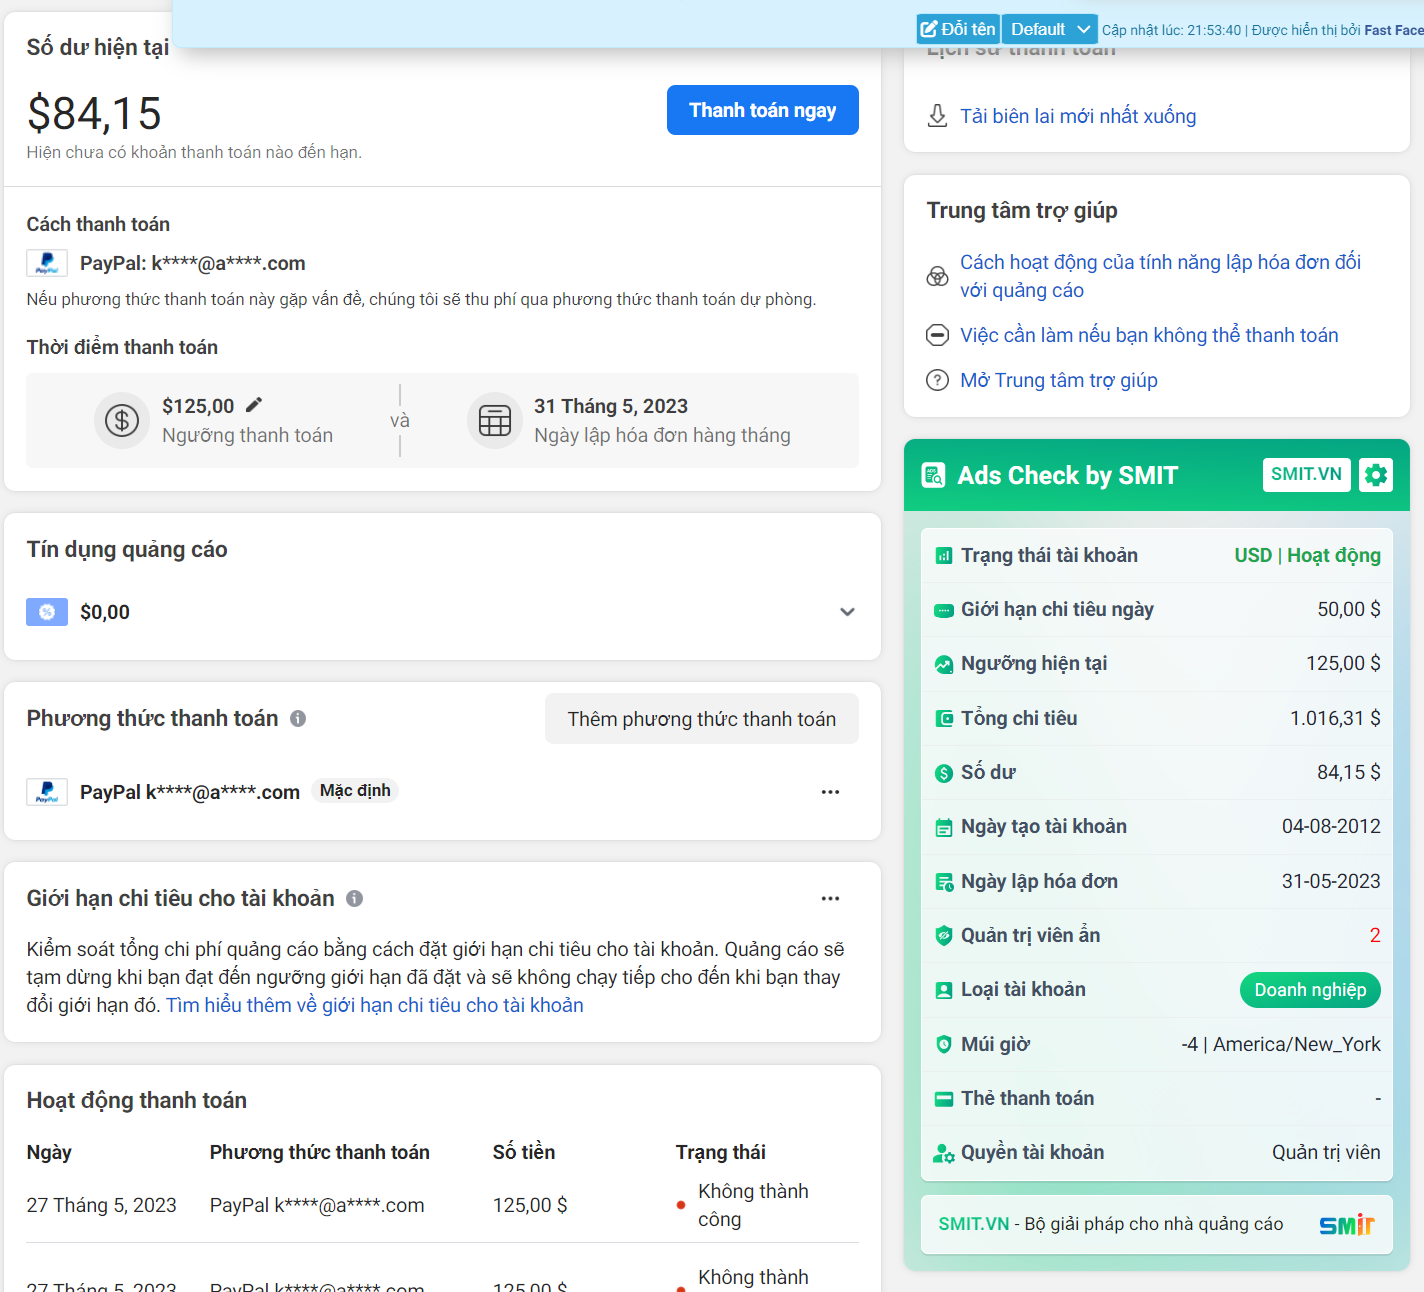 Đổi tên Default Cập nhật lúc: 21:53:40 | Được hiển thị bởi Fast Face
Số dư hiện tại
$84,15
Thanh toán ngay
Hiện chưa có khoản thanh toán nào đến hạn.
Cách thanh toán
PayPal: k****@a****.com
Nếu phương thức thanh toán này gặp vấn đề, chúng tôi sẽ thu phí qua phương thức thanh toán dự phòng.
Thời điểm thanh toán
$125,00
Ngưỡng thanh toán
và
31 Tháng 5, 2023
Ngày lập hóa đơn hàng tháng
Tín dụng quảng cáo
$0,00
Phương thức thanh toán
Thêm phương thức thanh toán
PayPal k****@a****.com Mặc định
Giới hạn chi tiêu cho tài khoản
Kiểm soát tổng chi phí quảng cáo bằng cách đặt giới hạn chi tiêu cho tài khoản. Quảng cáo sẽ
tạm dừng khi bạn đạt đến ngưỡng giới hạn đã đặt và sẽ không chạy tiếp cho đến khi bạn thay
đổi giới hạn đó. Tìm hiểu thêm về giới hạn chi tiêu cho tài khoản
Hoạt động thanh toán
Ngày Phương thức thanh toán Số tiền Trạng thái
27 Tháng 5, 2023 PayPal k****@a****.com 125,00 $ Không thành
công
27 Tháng 5, 2023 PayPal k****@a****.com 125,00 $ Không thành
Lịch sử thanh toán
Tải biên lai mới nhất xuống
Trung tâm trợ giúp
Cách hoạt động của tính năng lập hóa đơn đối
với quảng cáo
Việc cần làm nếu bạn không thể thanh toán
Mở Trung tâm trợ giúp
Ads Check by SMIT SMIT.VN
Trạng thái tài khoản USD | Hoạt động
Giới hạn chi tiêu ngày 50,00 $
Ngưỡng hiện tại 125,00 $
Tổng chi tiêu 1.016,31 $
Số dư 84,15 $
Ngày tạo tài khoản 04-08-2012
Ngày lập hóa đơn 31-05-2023
Quản trị viên ẩn 2
Loại tài khoản Doanh nghiệp
Múi giờ -4 | America/New_York
Thẻ thanh toán -
Quyền tài khoản Quản trị viên
SMIT.VN - Bộ giải pháp cho nhà quảng cáo SMIT